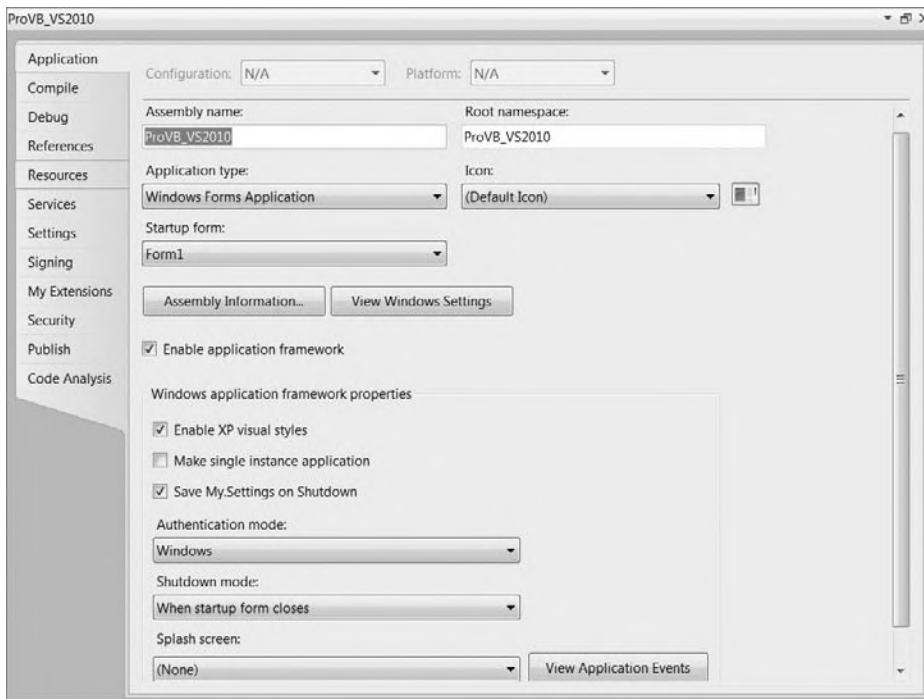 ProVB_VS2010
Application
Compile
Debug
References
Resources
Services
Settings
Signing
My Extensions
Security
Publish
Code Analysis
Configuration: N/A Platform: N/A
Assembly name: Root namespace:
ProVB_VS2010 ProVB_VS2010
Application type: Icon:
Windows Forms Application (Default Icon)
Startup form:
Form1
Assembly Information... View Windows Settings
Enable application framework
Windows application framework properties
Enable XP visual styles
Make single instance application
Save My.Settings on Shutdown
Authentication mode:
Windows
Shutdown mode:
When startup form closes
Splash screen:
(None) View Application Events